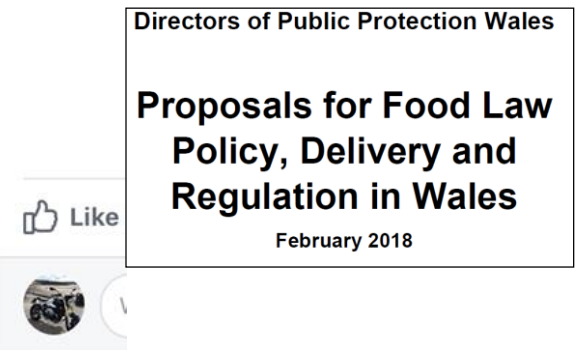 Directors of Public Protection Wales
Proposals for Food Law
Policy, Delivery and
Regulation in Wales
February 2018
Like